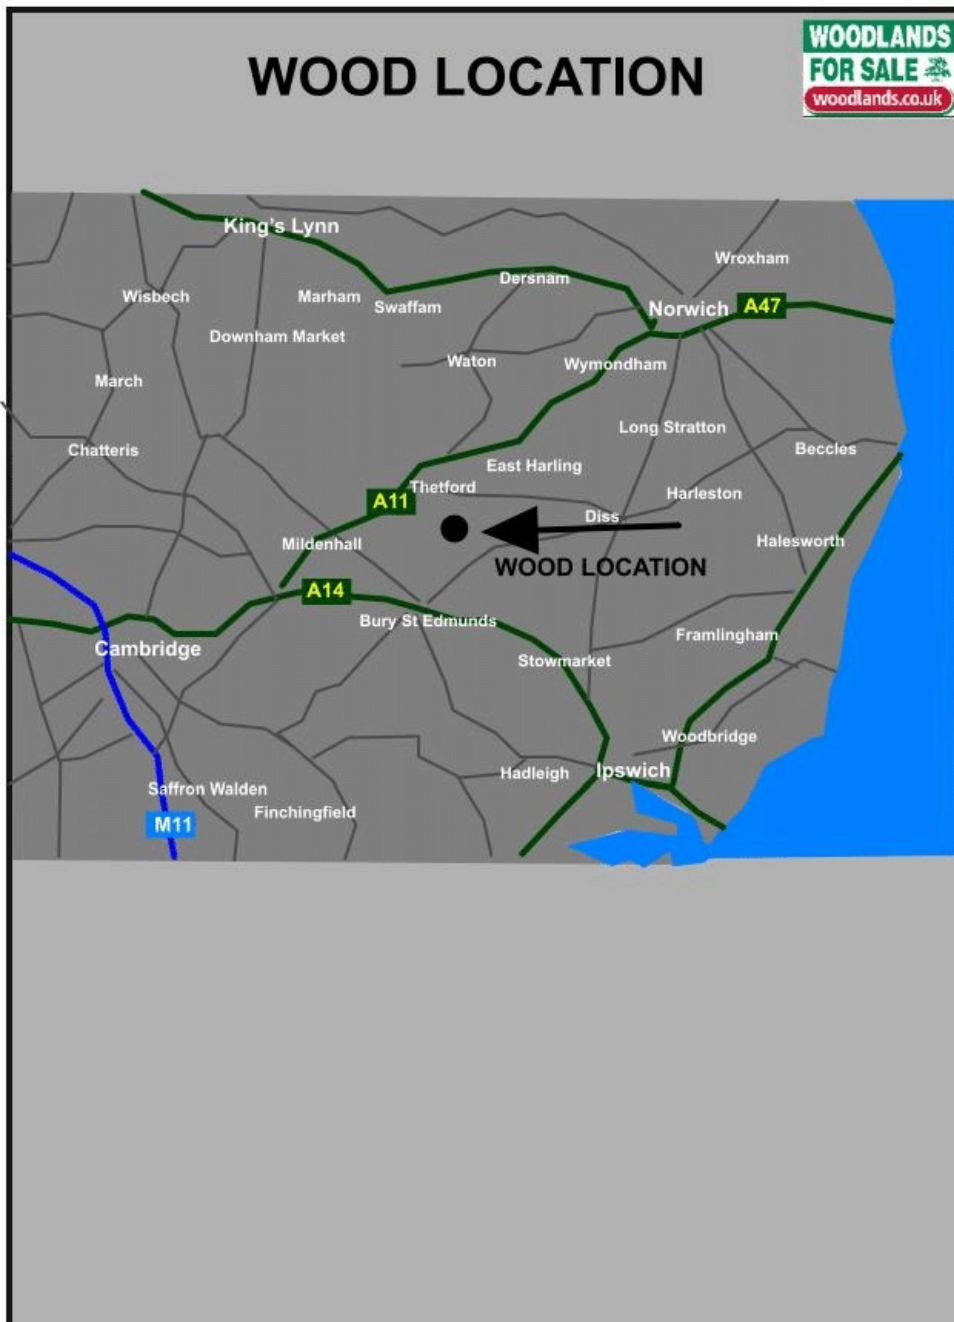 WOOD LOCATION
WOODLANDS
FOR SALE
woodlands.co.uk
King's Lynn
Wroxham
Dersnam
Wisbech
Marham
Swaffam
Norwich
A47
Downham Market
Waton
Wymondham
March
Long Stratton
Chatteris
Beccles
East Harling
Thetford
Harleston
A11
Diss
Mildenhall
Halesworth
WOOD LOCATION
A14
Bury St Edmunds
Framlingham
Cambridge
Stowmarket
Woodbridge
Ipswich
Hadleigh
Saffron Walden
Finchingfield
M11